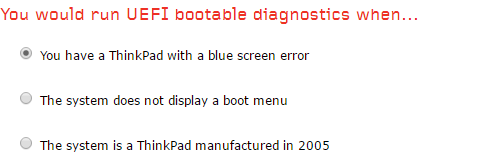 You would run UEFI bootable diagnostics when...
You have a ThinkPad with a blue screen error
The system does not display a boot menu
The system is a ThinkPad manufactured in 2005